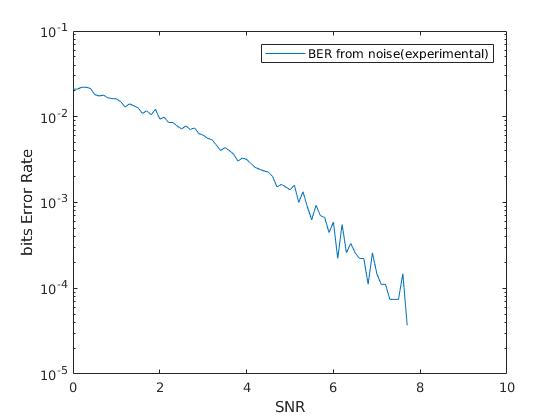 10-1
BER from noise(experimental)
10-2
bits Error Rate
10-3
10-4
10-5
0 2 4 6 8 10
SNR